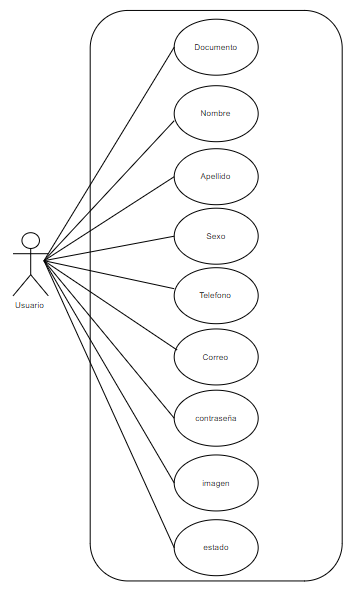 Documento
Nombre
Apellido
Sexo
Telefono
Usuario
Correo
contraseña
imagen
estado